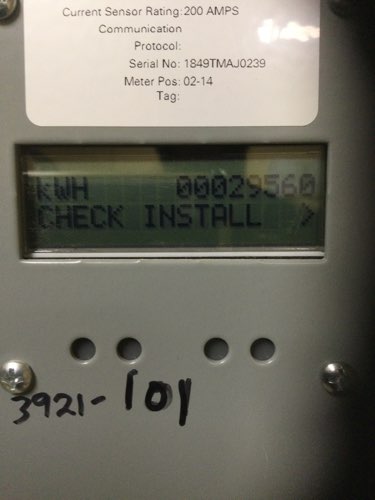 Current Sensor Rating: 200 AMPS
Communication
Protocol:
Serial No: 1849TMAJ0239
Meter Pos: 02-14
Tag:
kWH 00029560
CHECK INSTALL >
3921-101